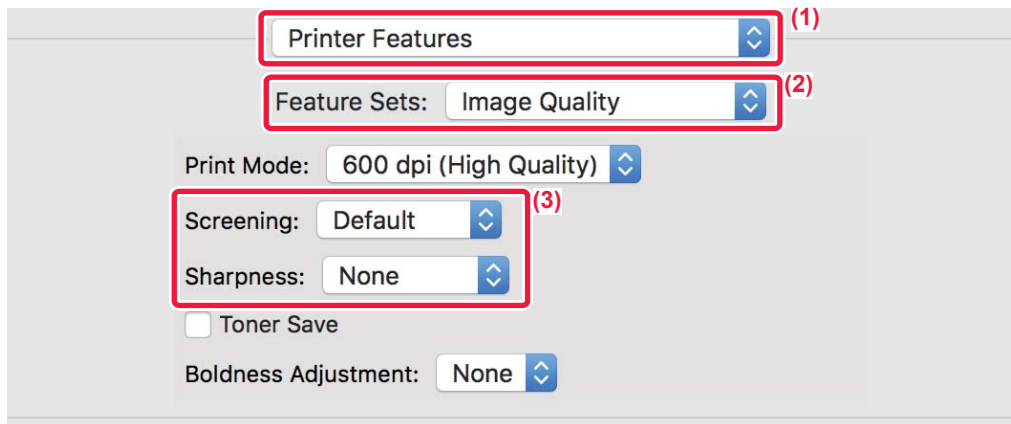 Printer Features (1)
Feature Sets: Image Quality (2)
Print Mode: 600 dpi (High Quality)
Screening: Default (3)
Sharpness: None
Toner Save
Boldness Adjustment: None